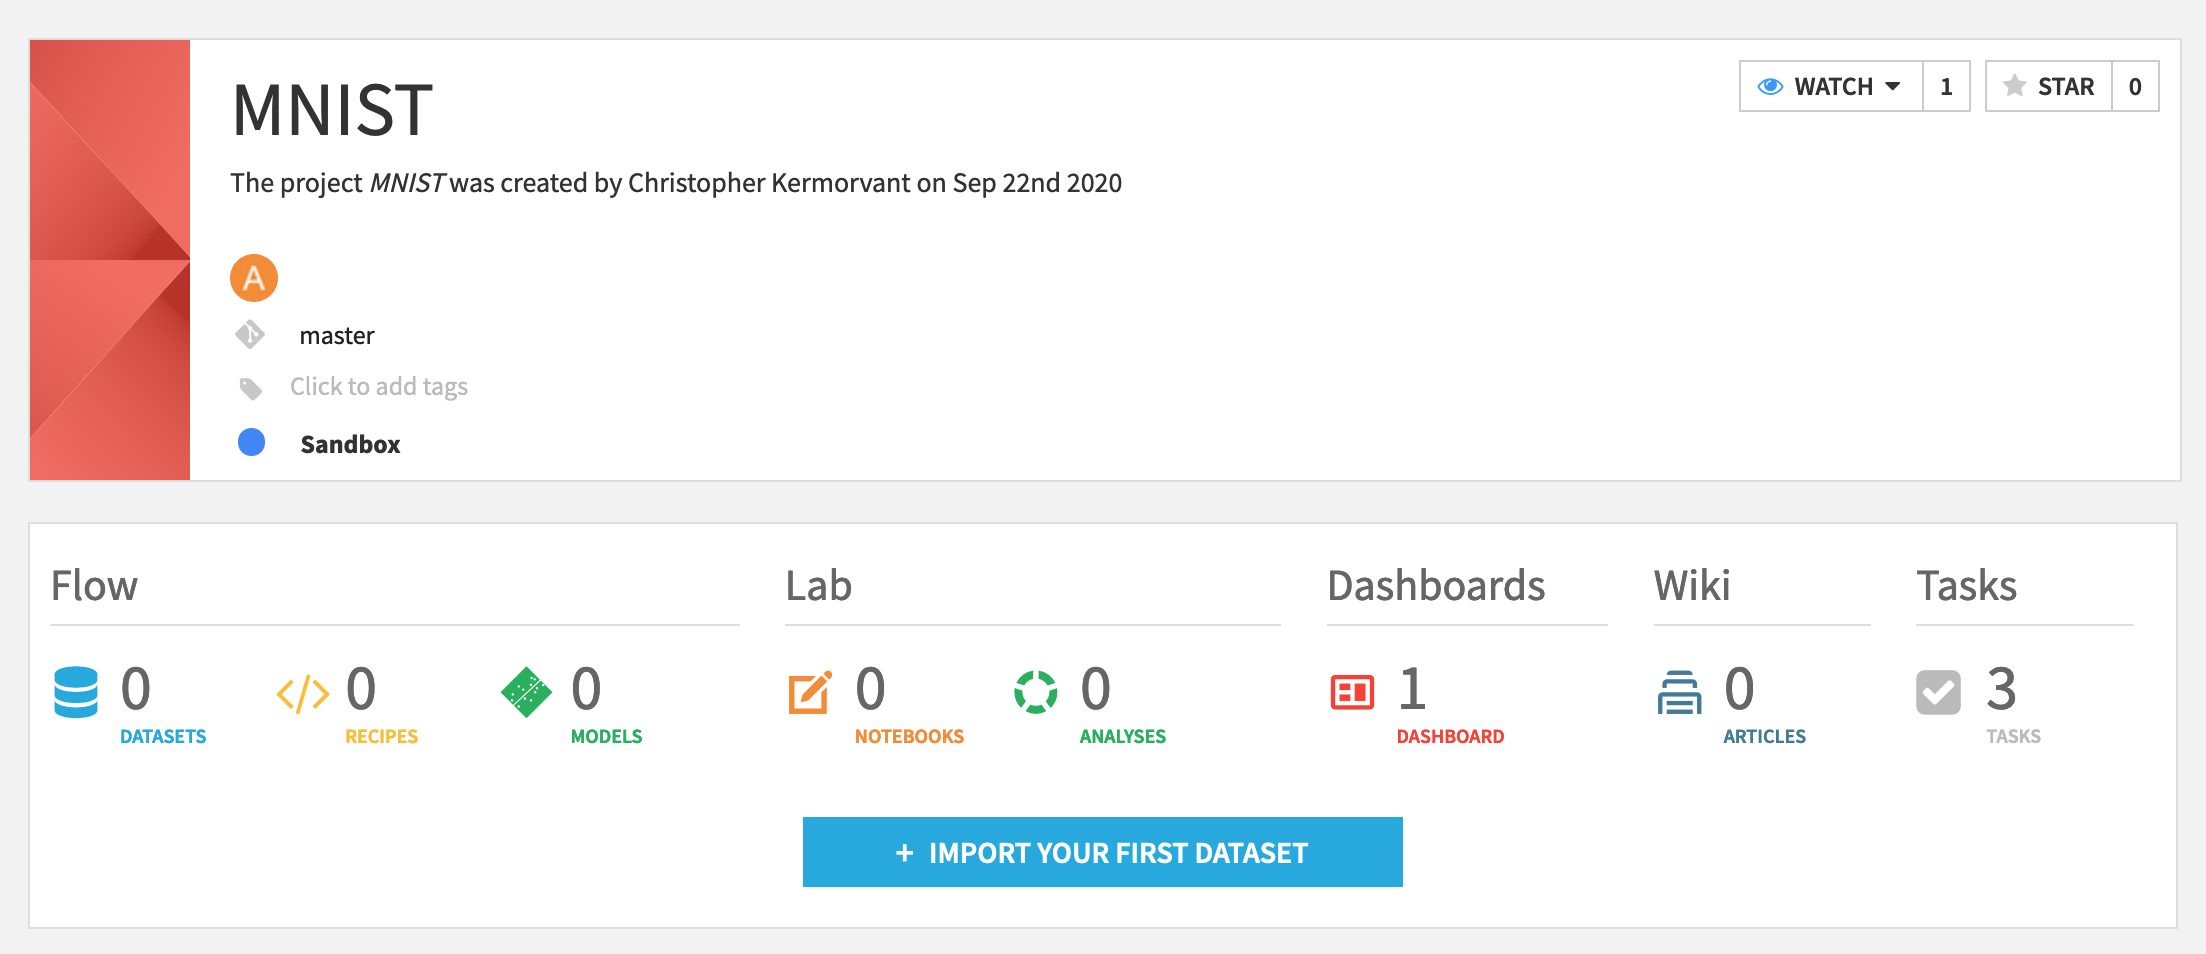 MNIST
WATCH 1 STAR 0
The project MNIST was created by Christopher Kermorvant on Sep 22nd 2020
A
master
Click to add tags
Sandbox
Flow
0
DATASETS
0
RECIPES
0
MODELS
Lab
0
NOTEBOOKS
0
ANALYSES
Dashboards
1
DASHBOARD
Wiki
0
ARTICLES
Tasks
3
TASKS
+ IMPORT YOUR FIRST DATASET